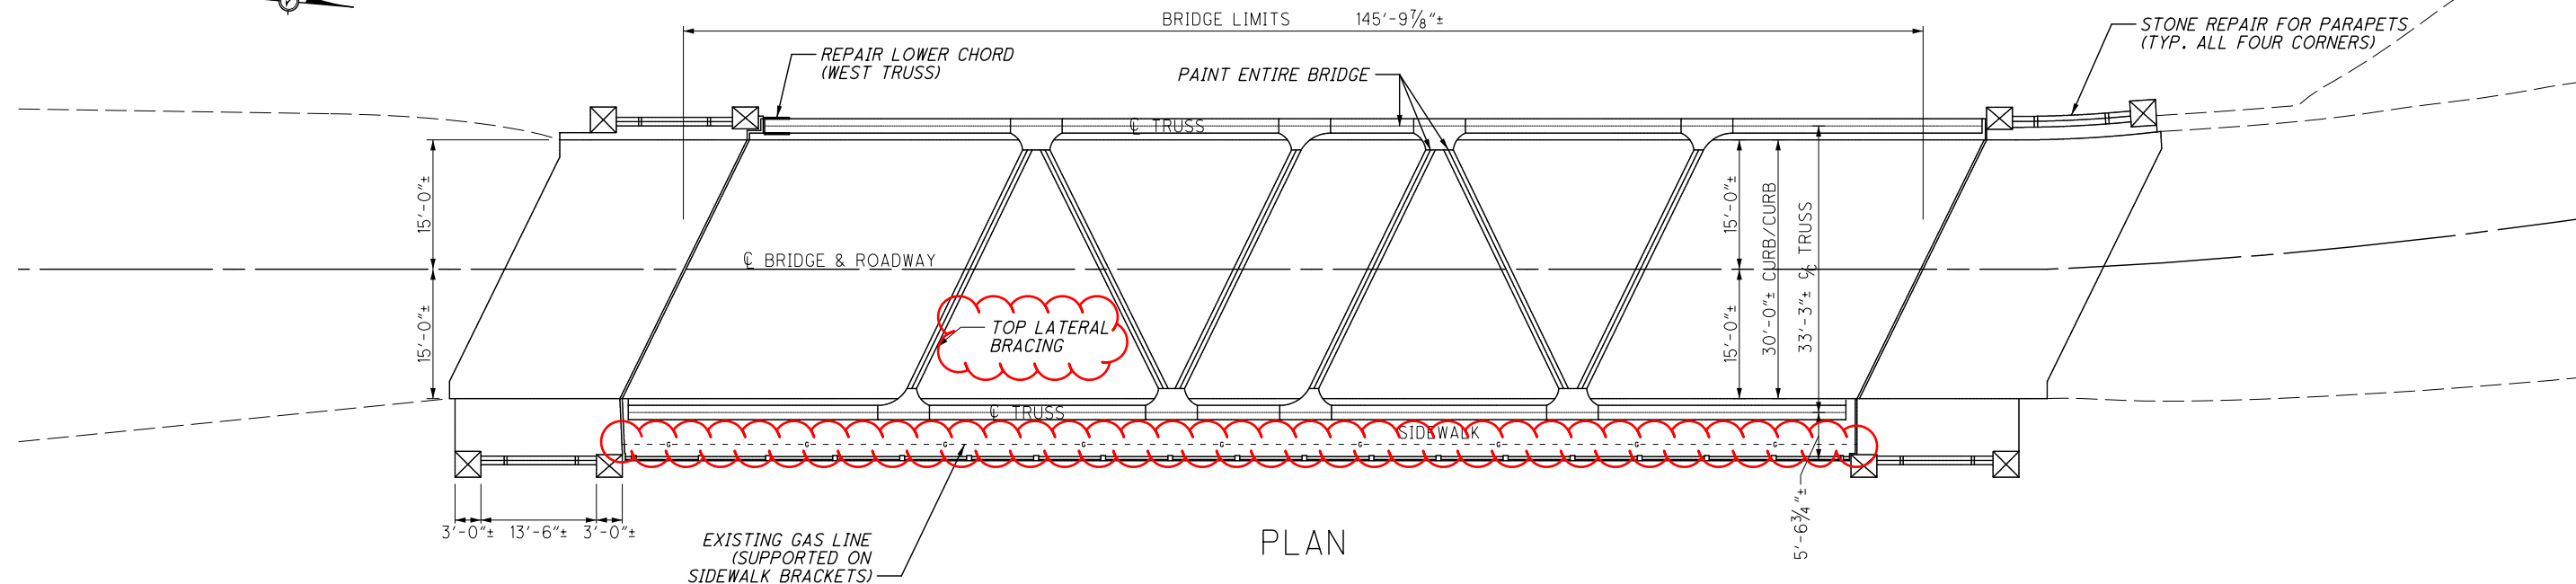 BRIDGE LIMITS 145'-9⅞"±
STONE REPAIR FOR PARAPETS
(TYP. ALL FOUR CORNERS)
REPAIR LOWER CHORD
(WEST TRUSS)
PAINT ENTIRE BRIDGE
℄ TRUSS
15'-0"±
15'-0"±
℄ BRIDGE & ROADWAY
15'-0"±
15'-0"±
30'-0"± CURB/CURB
33'-3"± C/C TRUSS
TOP LATERAL
BRACING
℄ TRUSS
SIDEWALK
G G G G G G G G G
5'-6¾"±
3'-0"± 13'-6"± 3'-0"±
EXISTING GAS LINE
(SUPPORTED ON
SIDEWALK BRACKETS)
PLAN